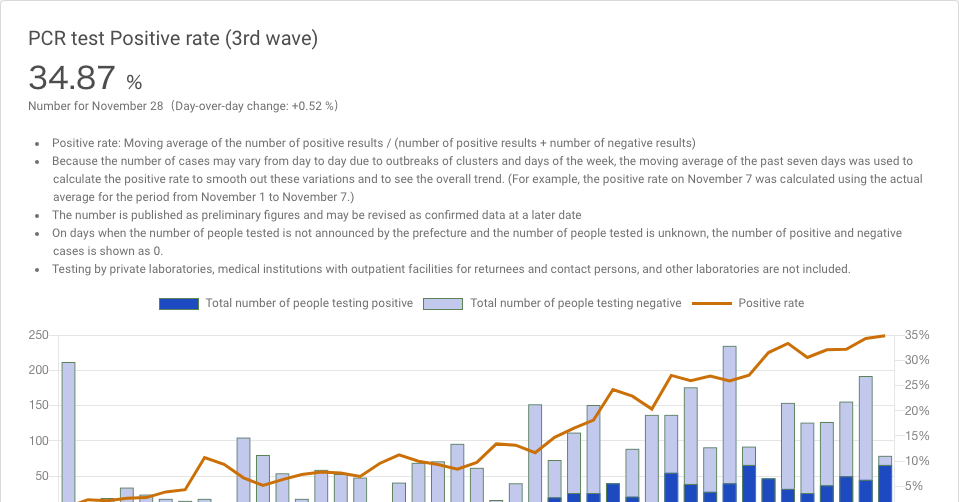 PCR test Positive rate (3rd wave)
34.87 %
Number for November 28 (Day-over-day change: +0.52 %)
• Positive rate: Moving average of the number of positive results / (number of positive results + number of negative results)
• Because the number of cases may vary from day to day due to outbreaks of clusters and days of the week, the moving average of the past seven days was used to
calculate the positive rate to smooth out these variations and to see the overall trend. (For example, the positive rate on November 7 was calculated using the actual
average for the period from November 1 to November 7.)
• The number is published as preliminary figures and may be revised as confirmed data at a later date
• On days when the number of people tested is not announced by the prefecture and the number of people tested is unknown, the number of positive and negative
cases is shown as 0.
• Testing by private laboratories, medical institutions with outpatient facilities for returnees and contact persons, and other laboratories are not included.
Total number of people testing positive Total number of people testing negative Positive rate
250 35%
30%
200
25%
150 20%
15%
100
10%
50
5%